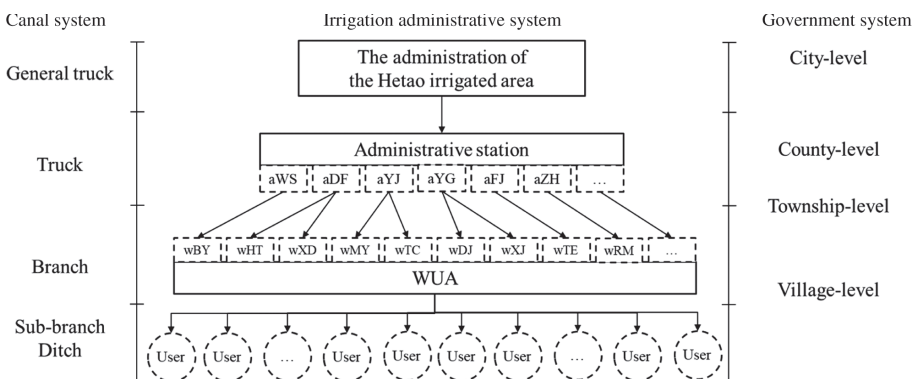 Canal system
Irrigation administrative system
Government system
General truck
The administration of
the Hetao irrigated area
City-level
Truck
Administrative station
County-level
aWS aDF aYJ aYG aFJ aZH ...
Township-level
wBY wHT wXD wMY wTC wDJ wXJ wTE wRM ...
Branch
WUA
Village-level
Sub-branch
Ditch
User User ... User User User User ... User User